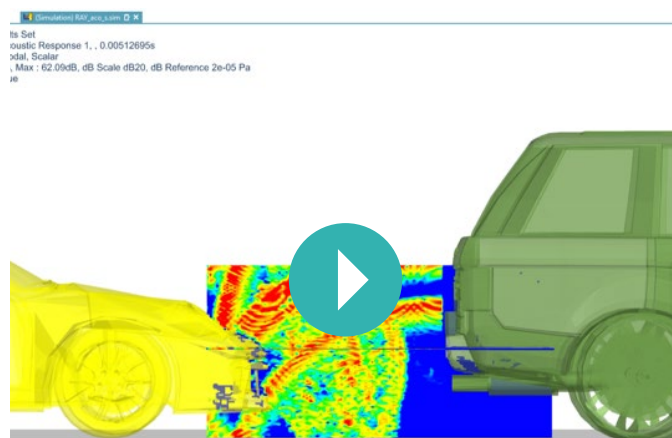 (Simulation) RAY_aco_s.sim
lts Set
oustic Response 1, , 0.00512695s
odal, Scalar
, Max : 62.09dB, dB Scale dB20, dB Reference 2e-05 Pa
ue